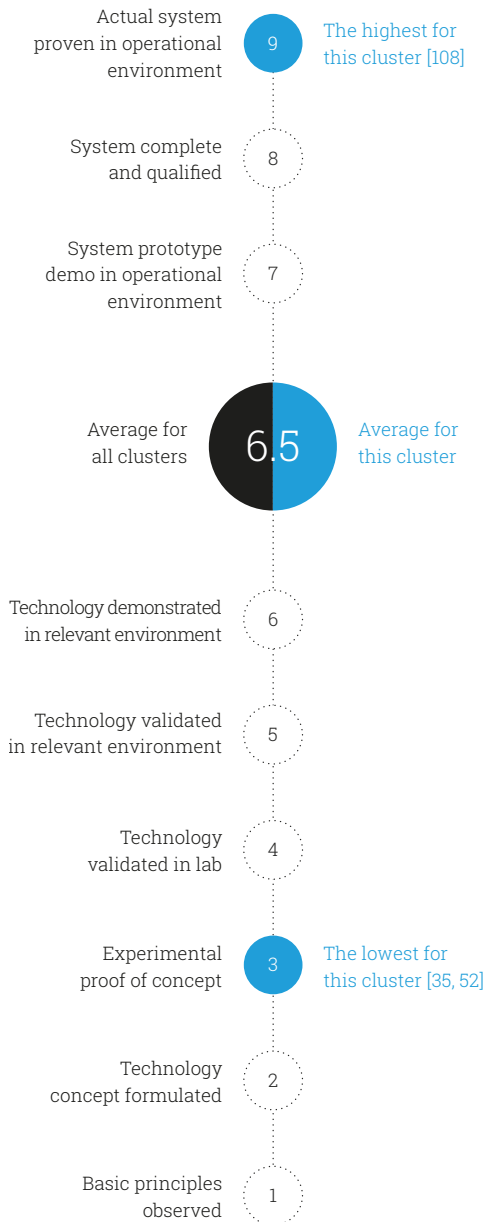 Actual system
proven in operational
environment
9
The highest for
this cluster [108]
System complete
and qualified
8
System prototype
demo in operational
environment
7
Average for
all clusters
6.5
Average for
this cluster
Technology demonstrated
in relevant environment
6
Technology validated
in relevant environment
5
Technology
validated in lab
4
Experimental
proof of concept
3
The lowest for
this cluster [35, 52]
Technology
concept formulated
2
Basic principles
observed
1